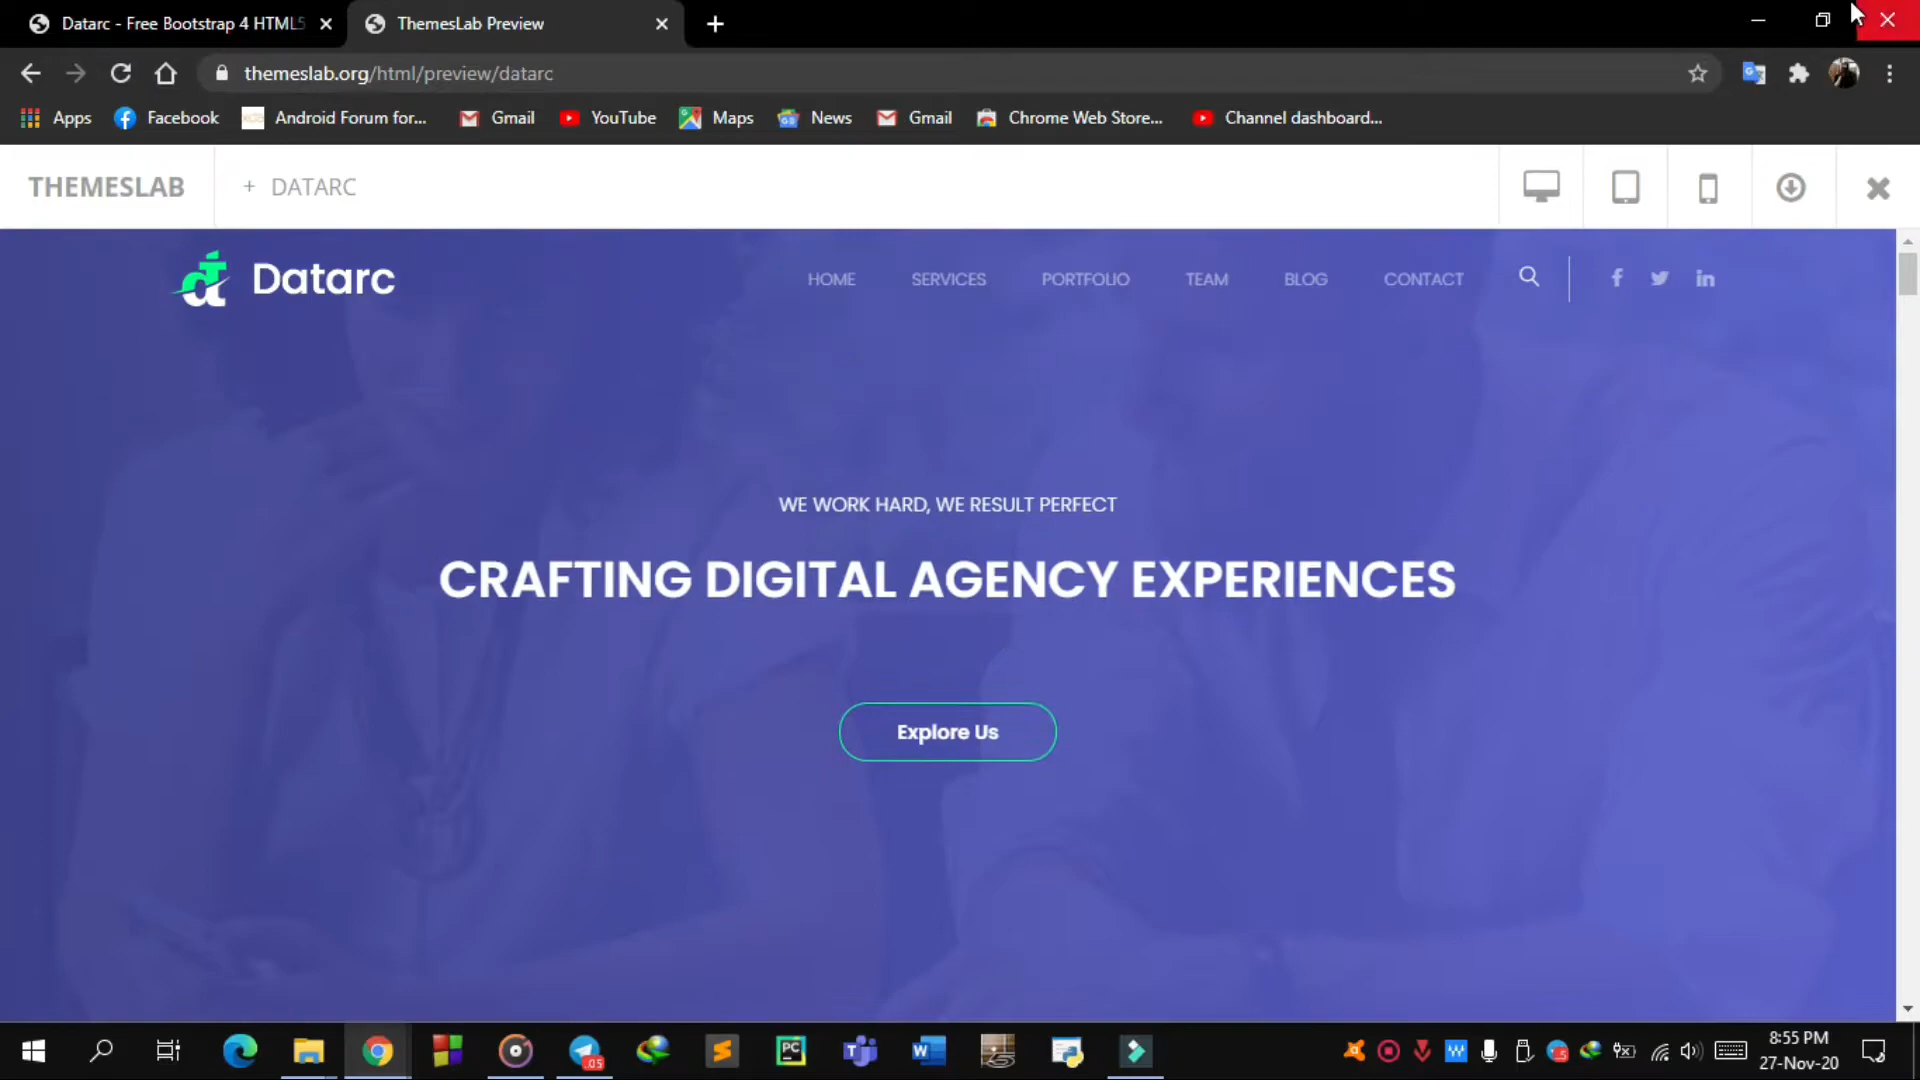 Datarc - Free Bootstrap 4 HTML5
ThemesLab Preview
themeslab.org/html/preview/datarc
Apps
Facebook
Android Forum for...
Gmail
YouTube
Maps
News
Gmail
Chrome Web Store...
Channel dashboard...
THEMESLAB
+ DATARC
Datarc
HOME
SERVICES
PORTFOLIO
TEAM
BLOG
CONTACT
WE WORK HARD, WE RESULT PERFECT
CRAFTING DIGITAL AGENCY EXPERIENCES
Explore Us
8:55 PM
27-Nov-20